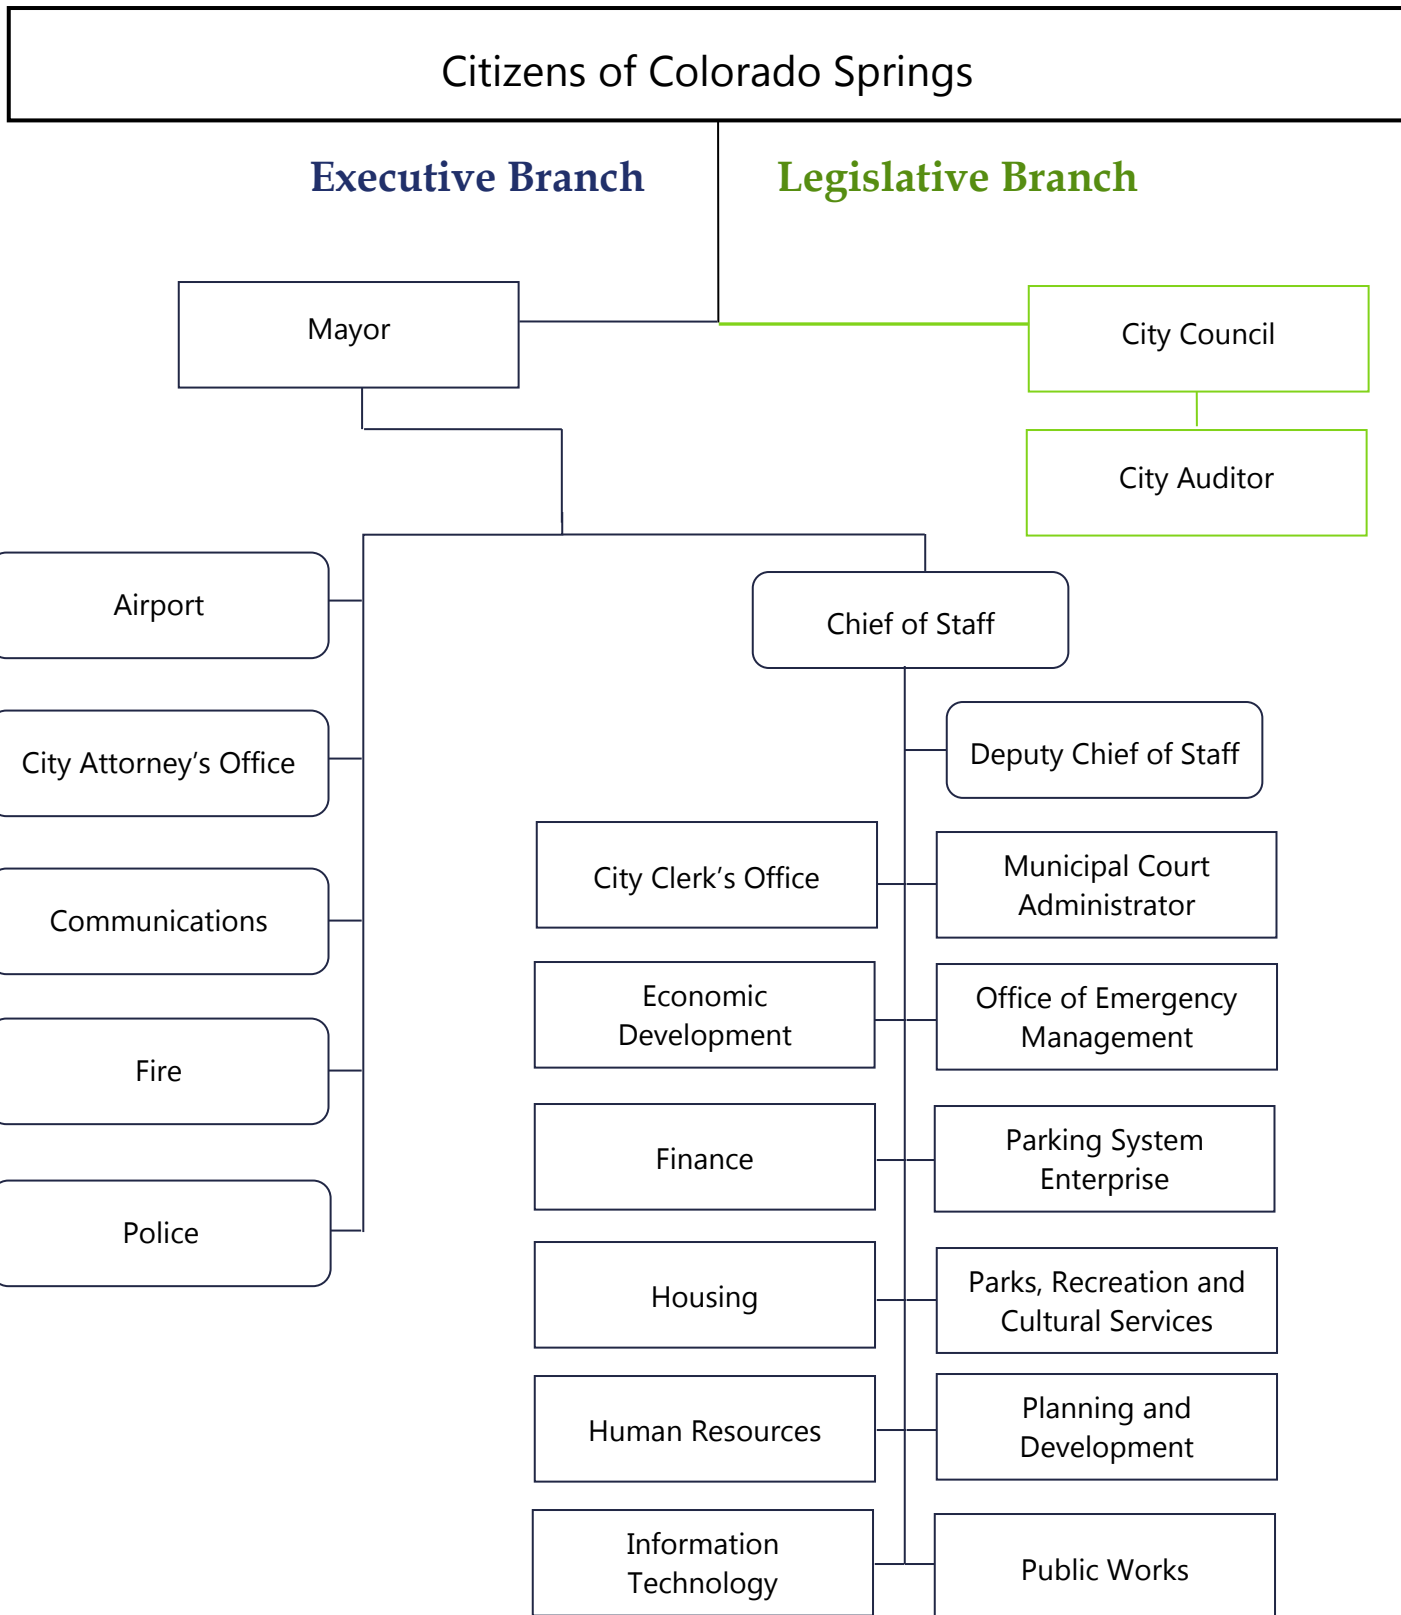 Citizens of Colorado Springs
Executive Branch
Legislative Branch
Mayor
City Council
City Auditor
Airport
City Attorney’s Office
Communications
Fire
Police
Chief of Staff
Deputy Chief of Staff
City Clerk’s Office
Municipal Court
Administrator
Economic
Development
Office of Emergency
Management
Finance
Parking System
Enterprise
Housing
Parks, Recreation and
Cultural Services
Human Resources
Planning and
Development
Information
Technology
Public Works